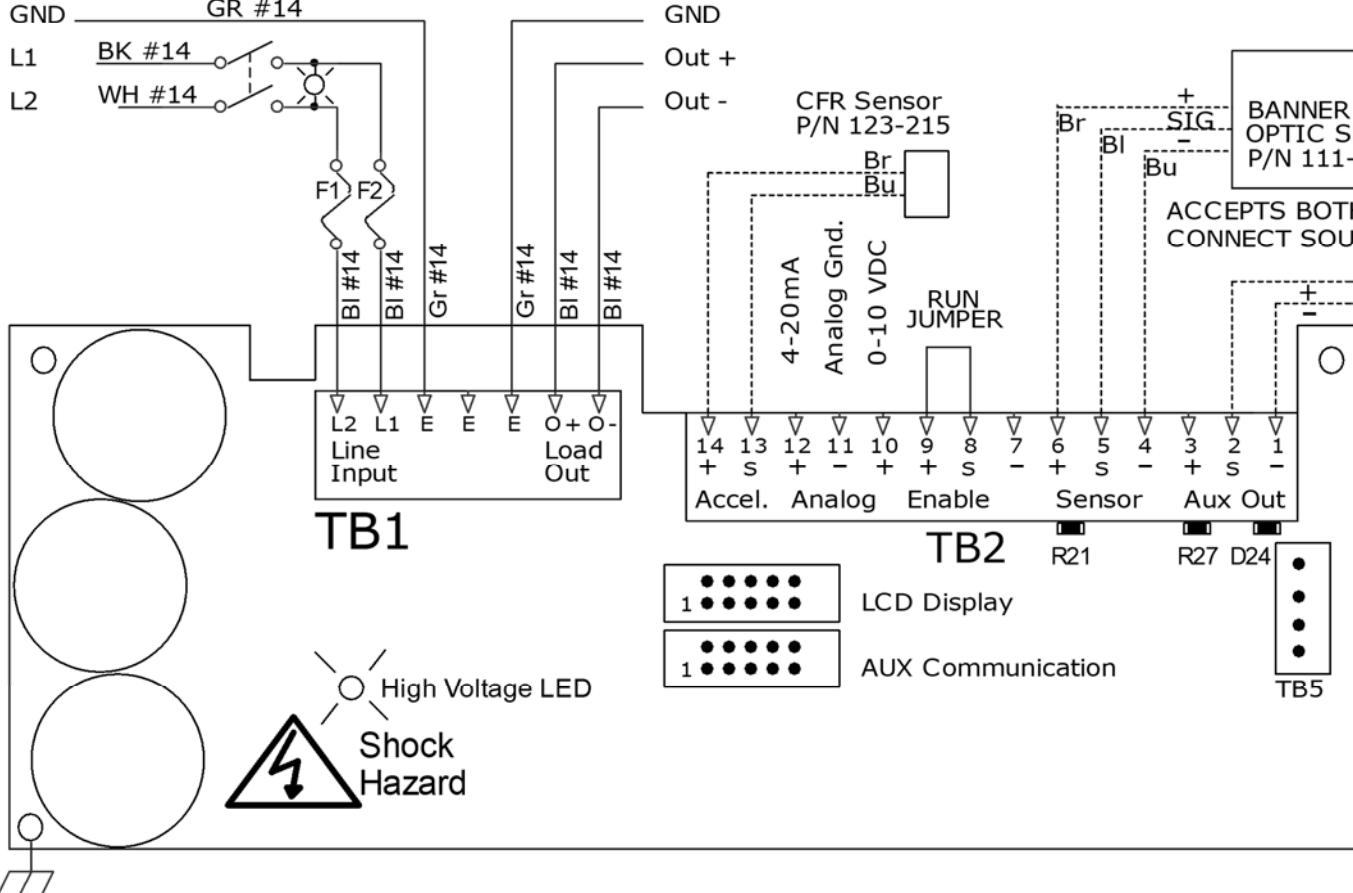 GND
GR #14
L1
BK #14
L2
WH #14
GND
Out +
Out -
CFR Sensor
P/N 123-215
Br
Bu
+
SIG
-
Br
Bl
Bu
BANNER
OPTIC S
P/N 111-
ACCEPTS BOTH
CONNECT SOU
+
-
F1
F2
Bl #14
Bl #14
Gr #14
Gr #14
Bl #14
Bl #14
4-20mA
Analog Gnd.
0-10 VDC
RUN
JUMPER
L2 L1 E E E O+ O-
Line
Input
Load
Out
TB1
14 13 12 11 10 9 8 7 6 5 4 3 2 1
+ S + - + + S - + S - + S -
Accel. Analog Enable Sensor Aux Out
TB2
R21
R27
D24
1
LCD Display
1
AUX Communication
TB5
High Voltage LED
Shock
Hazard